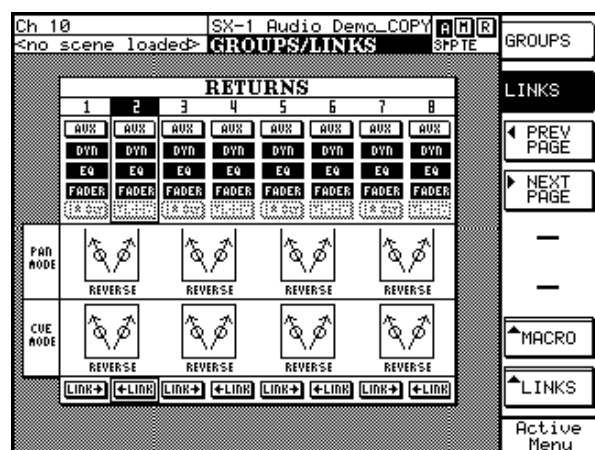 Ch 10
SX-1 Audio Demo_COPY
A M R
<no scene loaded>
GROUPS/LINKS
SMPTE
GROUPS
LINKS
PREV
PAGE
NEXT
PAGE
MACRO
LINKS
Active
Menu
RETURNS
1 2 3 4 5 6 7 8
AUX AUX AUX AUX AUX AUX AUX AUX
DYN DYN DYN DYN DYN DYN DYN DYN
EQ EQ EQ EQ EQ EQ EQ EQ
FADER FADER FADER FADER FADER FADER FADER FADER
PAN
MODE
REVERSE REVERSE REVERSE REVERSE
CUE
MODE
REVERSE REVERSE REVERSE REVERSE
LINK→ ←LINK LINK→ ←LINK LINK→ ←LINK LINK→ ←LINK